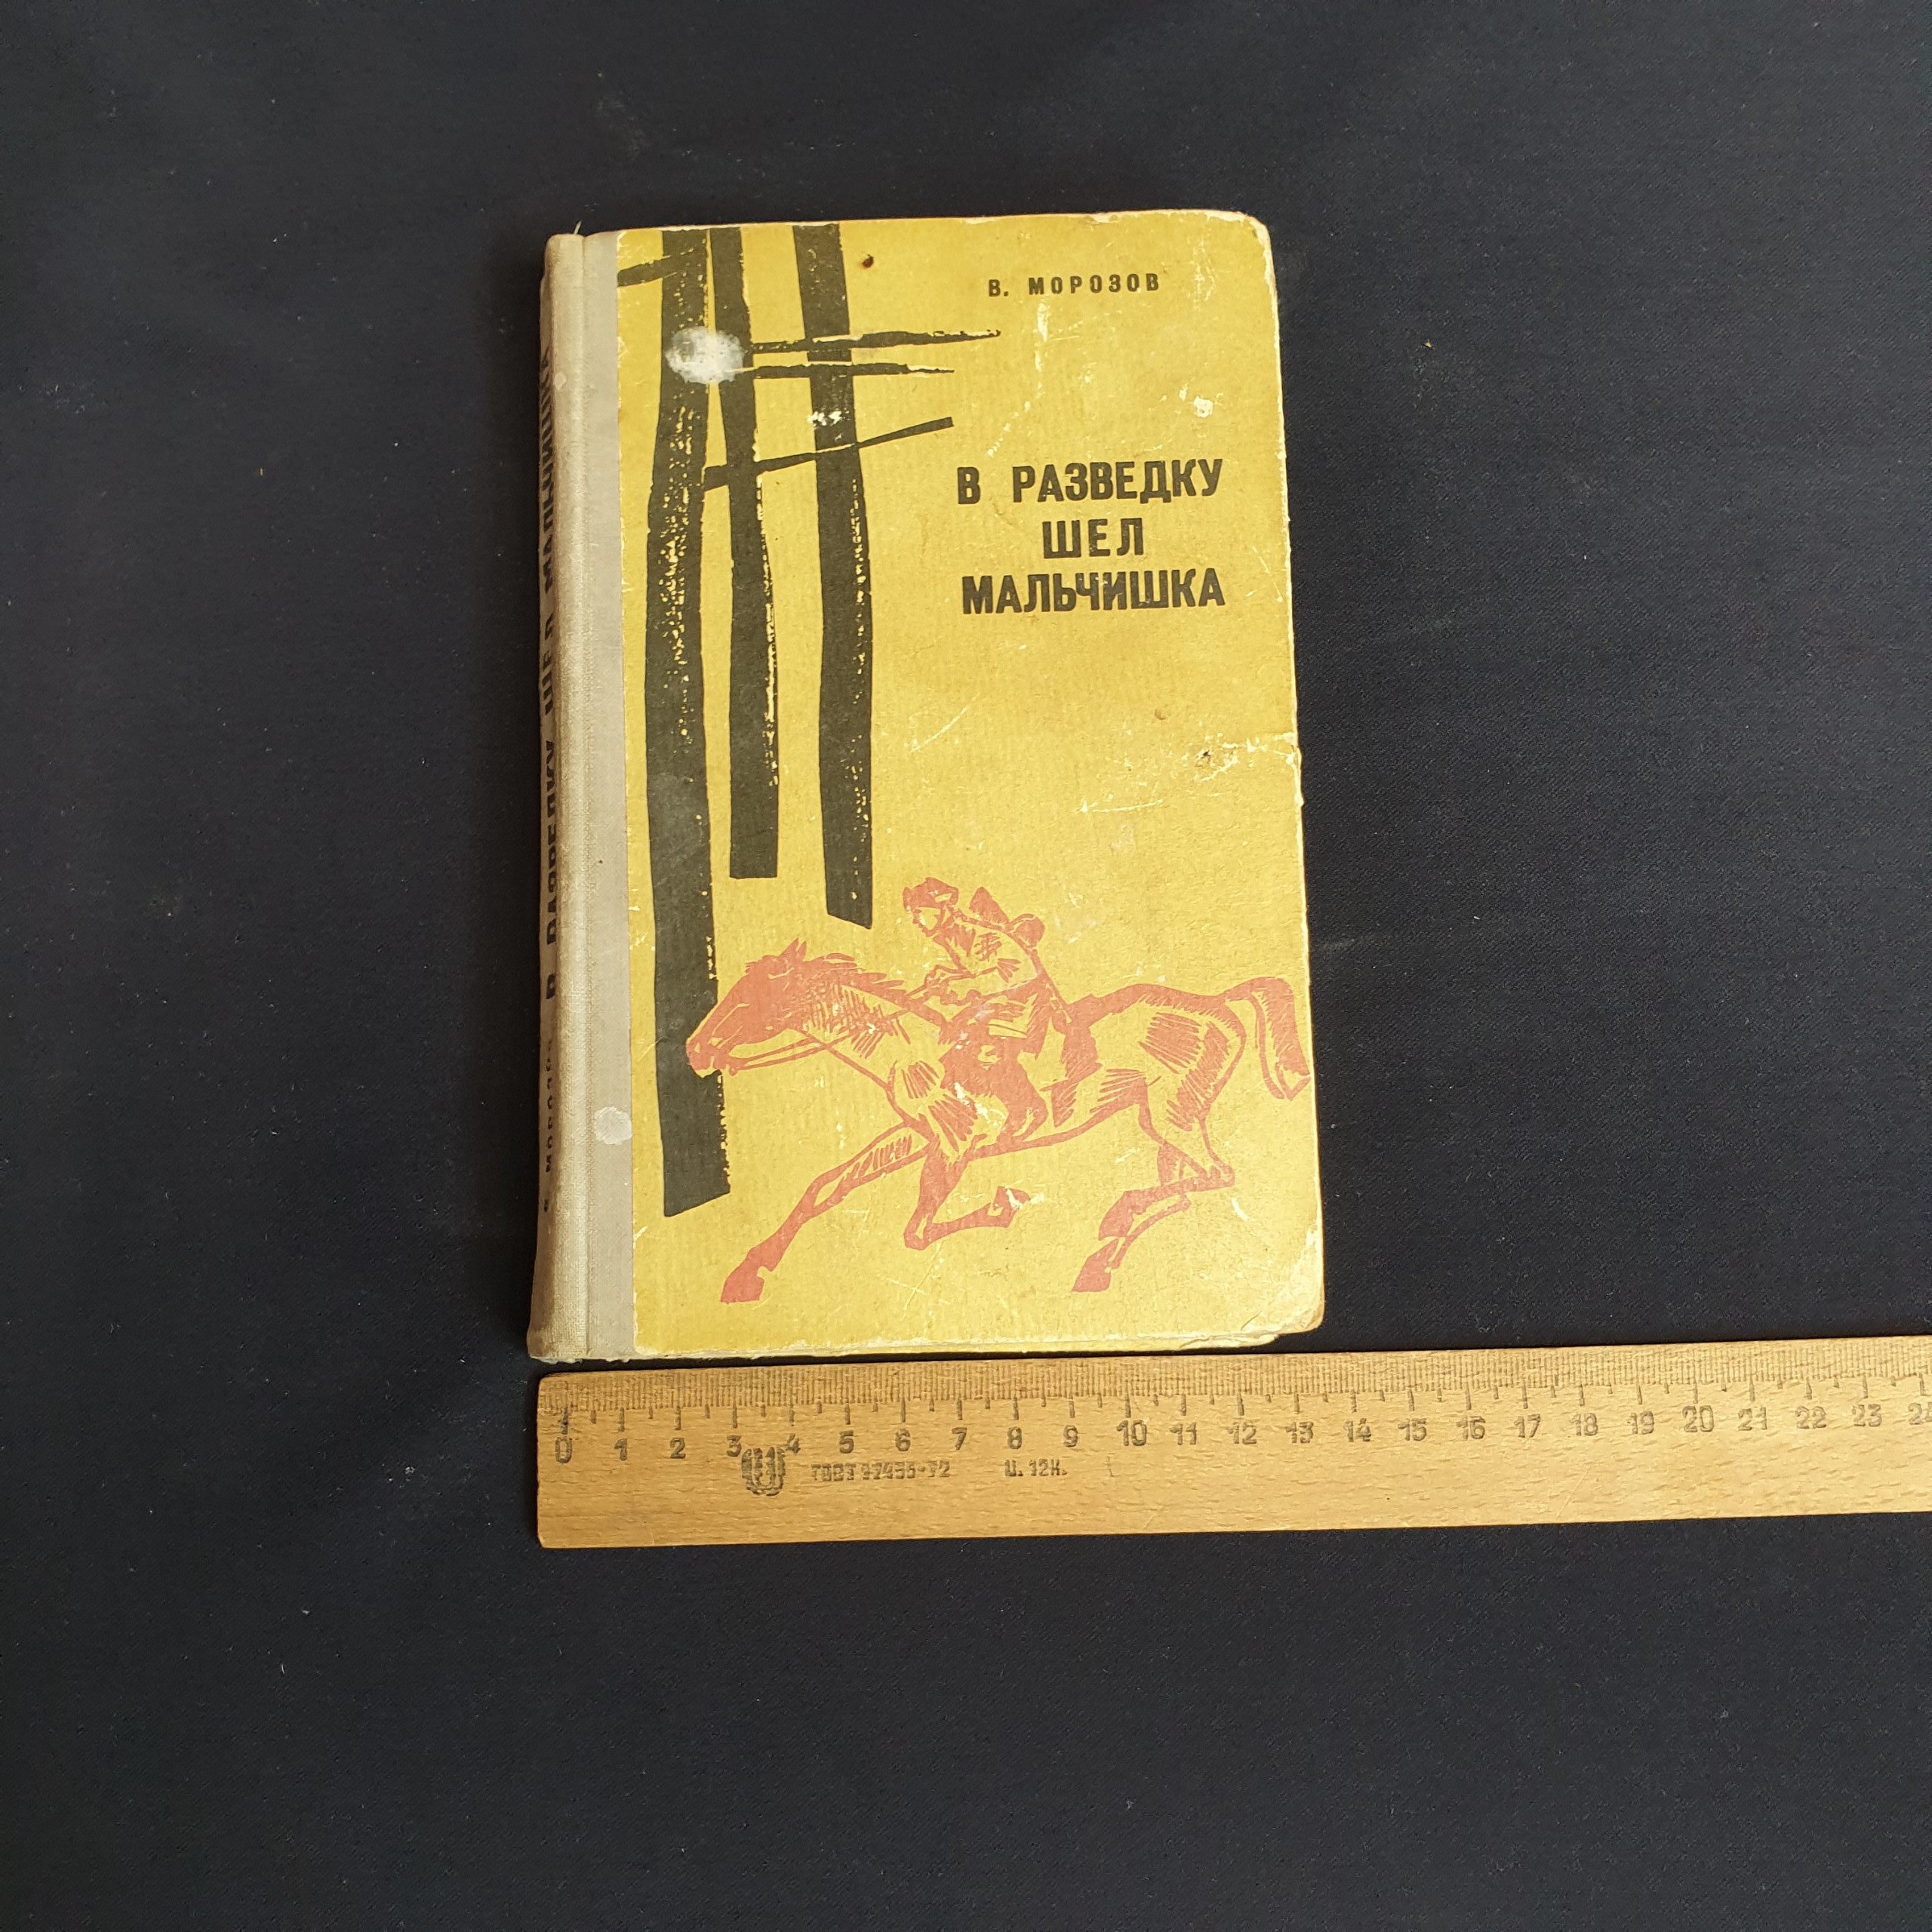 В. МОРОЗОВ
В РАЗВЕДКУ
ШЕЛ
МАЛЬЧИШКА
В РАЗВЕДКУ ШЕЛ МАЛЬЧИШКА
0 1 2 3 4 5 6 7 8 9 10 11 12 13 14 15 16 17 18 19 20 21 22 23
Ц. 12К.